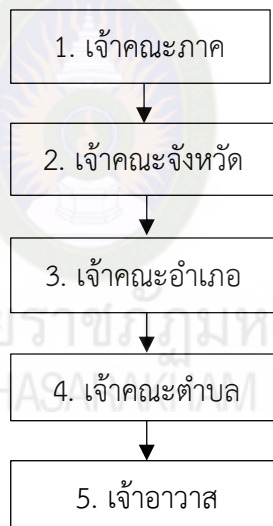 1. เจ้าคณะภาค
2. เจ้าคณะจังหวัด
3. เจ้าคณะอำเภอ
4. เจ้าคณะตำบล
5. เจ้าอาวาส